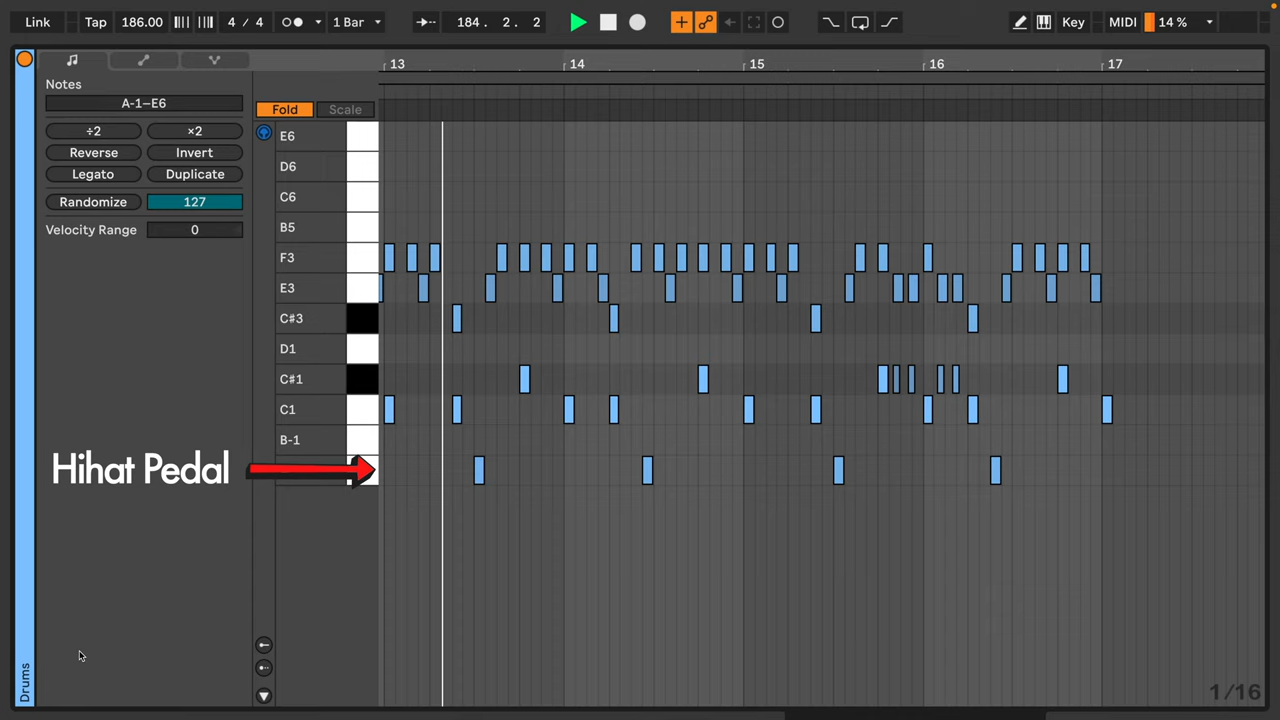 Link Tap 186.00 4 / 4 1 Bar 184. 2. 2 Key MIDI 14 %
13 14 15 16 17
Notes
A-1–E6
Fold Scale
÷2 ×2
Reverse Invert
Legato Duplicate
Randomize 127
Velocity Range 0
E6
D6
C6
B5
F3
E3
C#3
D1
C#1
C1
B-1
Hihat Pedal
Drums
1/16